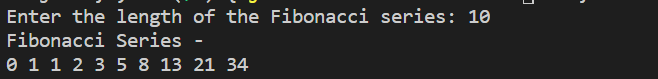 Enter the length of the Fibonacci series: 10
Fibonacci Series -
0 1 1 2 3 5 8 13 21 34